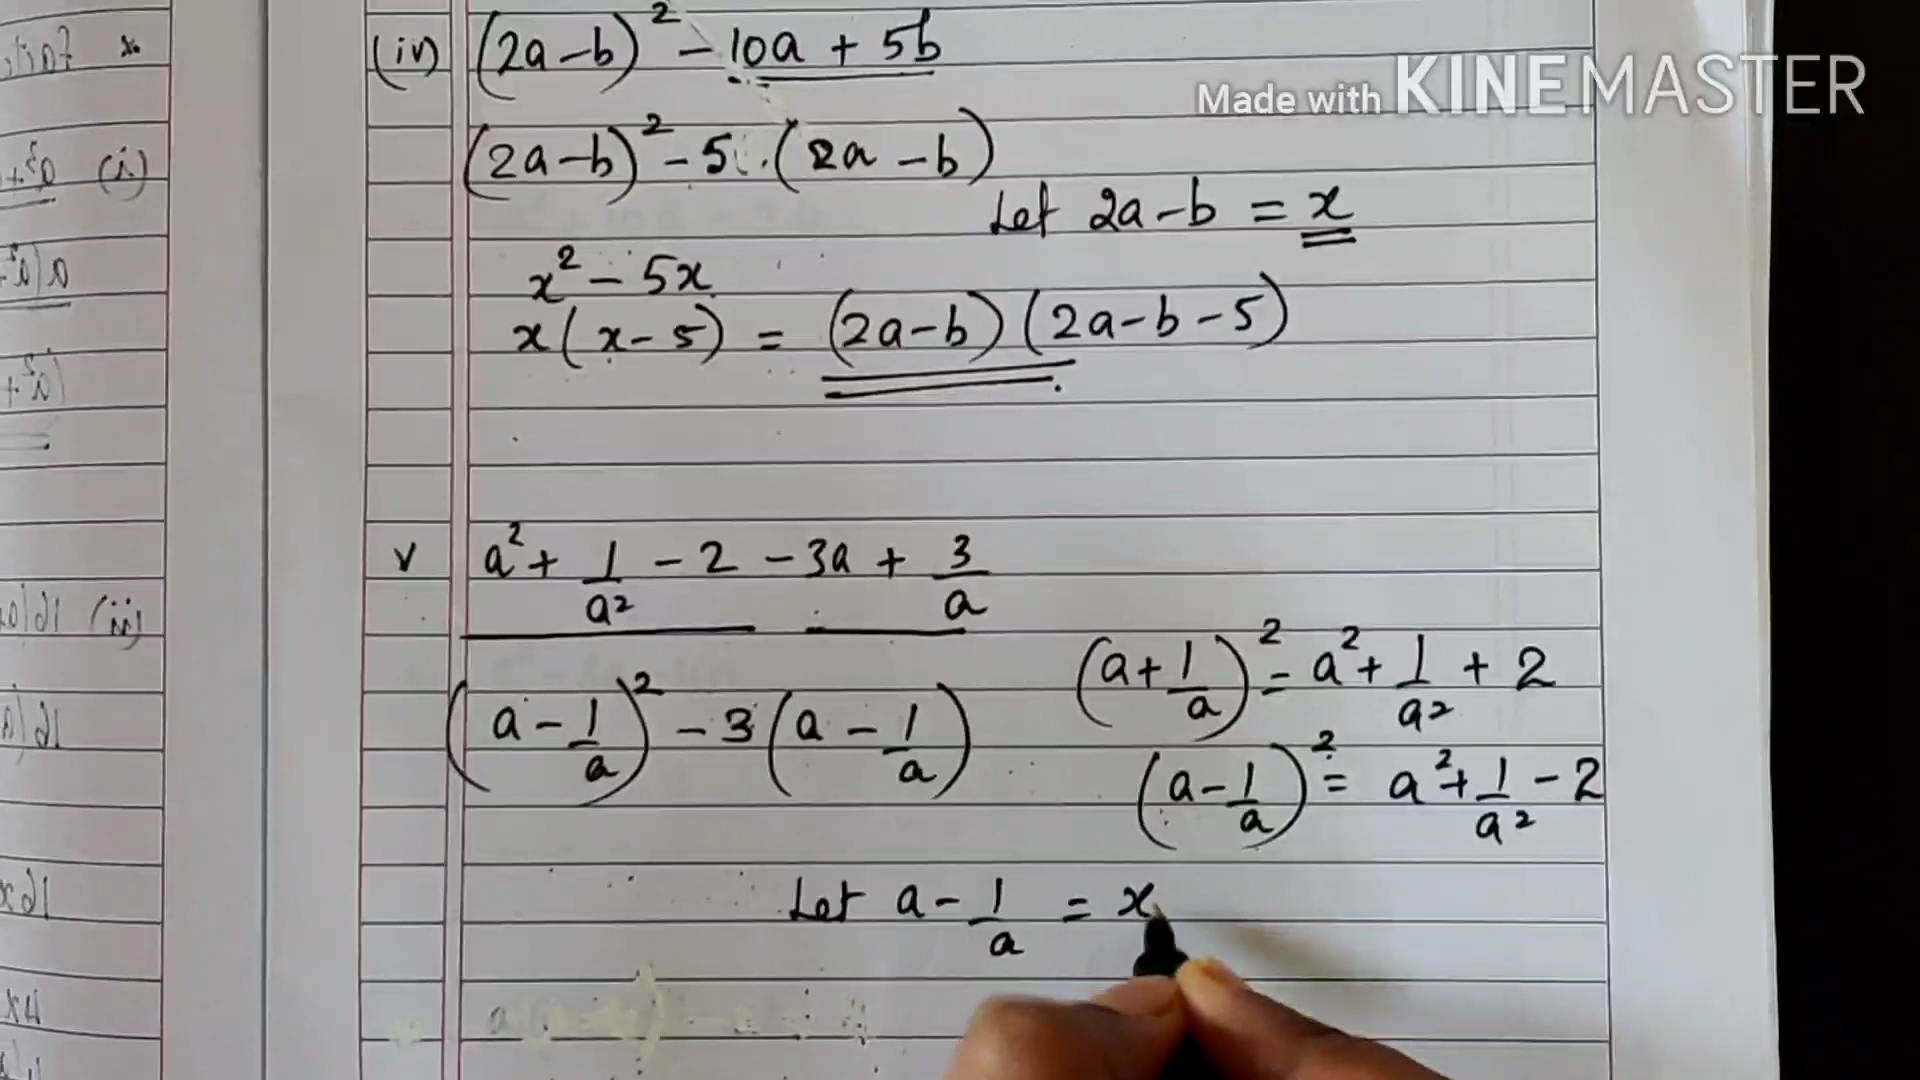 (iv) (2a-b)² - 10a + 5b
Made with KINEMASTER
(2a-b)² - 5 . (2a - b)
Let 2a-b = x
x² - 5x
x(x-5) = (2a-b)(2a-b-5)
v a² + 1/a² - 2 - 3a + 3/a
(a+1/a)² = a² + 1/a² + 2
(a - 1/a)² - 3(a - 1/a)
(a-1/a)² = a² + 1/a² - 2
Let a - 1/a = x